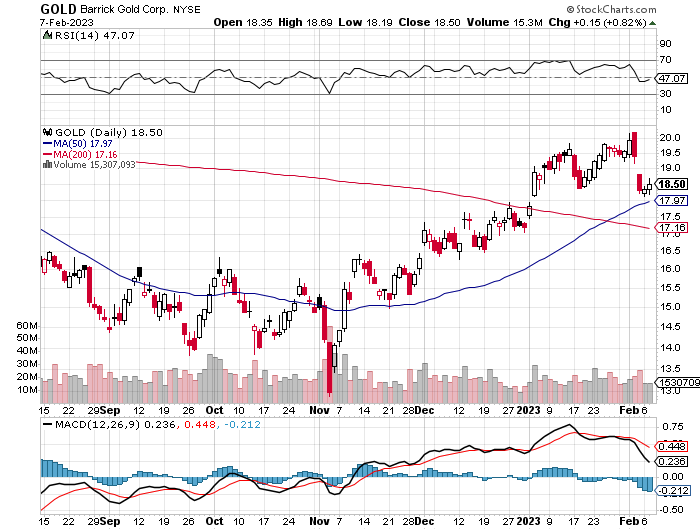 GOLD Barrick Gold Corp. NYSE © StockCharts.com
7-Feb-2023 Open 18.35 High 18.69 Low 18.19 Close 18.50 Volume 15.3M Chg +0.15 (+0.82%)
RSI(14) 47.07
90
70
47.07
30
10
GOLD (Daily) 18.50
MA(50) 17.97
MA(200) 17.16
Volume 15,307,093
20.0
19.5
19.0
18.50
17.97
17.5
17.16
17.0
16.5
16.0
15.5
15.0
14.5
14.0
13.5
13.0
60M
50M
40M
30M
20M
10M
1530709
15 22 29 Sep 12 19 26 Oct 10 17 24 Nov 7 14 21 28 Dec 12 19 27 2023 9 17 23 Feb 6
MACD(12,26,9) 0.236, 0.448, -0.212
0.75
0.448
0.236
0.00
-0.212
-0.50
15 22 29 Sep 12 19 26 Oct 10 17 24 Nov 7 14 21 28 Dec 12 19 27 2023 9 17 23 Feb 6